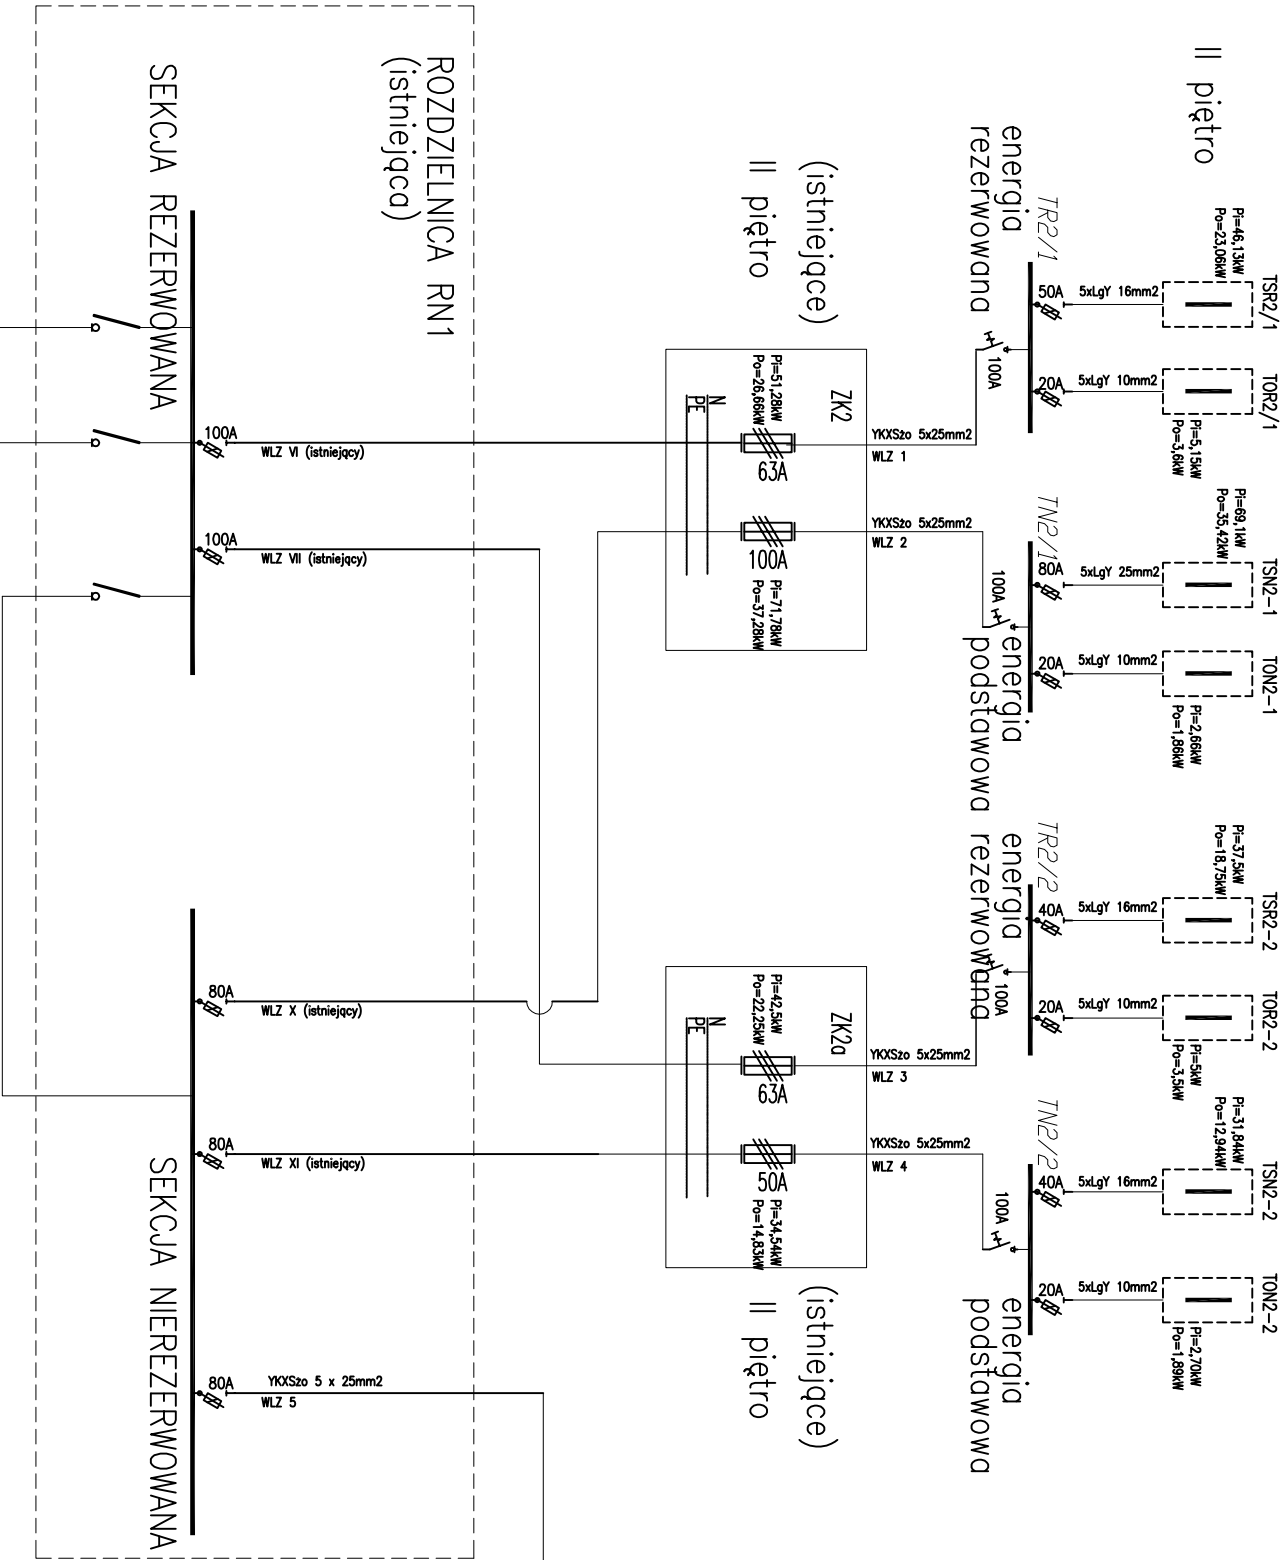 II piętro
TSR2/1
Pi=46,13kW
Po=23,06kW
TOR2/1
Pi=5,15kW
Po=3,6kW
TSN2-1
Pi=69,1kW
Po=35,42kW
TON2-1
Pi=2,66kW
Po=1,86kW
TSR2-2
Pi=37,5kW
Po=18,75kW
TOR2-2
Pi=5kW
Po=3,5kW
TSN2-2
Pi=31,84kW
Po=12,94kW
TON2-2
Pi=2,70kW
Po=1,89kW
5xLgY 16mm2
5xLgY 10mm2
5xLgY 25mm2
5xLgY 10mm2
5xLgY 16mm2
5xLgY 10mm2
5xLgY 16mm2
5xLgY 10mm2
TR2/1
50A
20A
TN2/1
80A
20A
TR2/2
40A
20A
TN2/2
40A
20A
energia
rezerwowana
100A
100A
energia
podstawowa
energia
rezerwowana
100A
100A
energia
podstawowa
YKXSżo 5x25mm2
WLZ 1
YKXSżo 5x25mm2
WLZ 2
YKXSżo 5x25mm2
WLZ 3
YKXSżo 5x25mm2
WLZ 4
(istniejące)
II piętro
ZK2
Pi=51,28kW
Po=26,66kW
63A
100A
Pi=71,78kW
Po=37,28kW
N
PE
ZK2a
Pi=42,5kW
Po=22,25kW
63A
50A
Pi=34,54kW
Po=14,83kW
N
PE
(istniejące)
II piętro
ROZDZIELNICA RN1
(istniejąca)
100A
WLZ VI (istniejący)
100A
WLZ VII (istniejący)
80A
WLZ X (istniejący)
80A
WLZ XI (istniejący)
80A
YKXSżo 5 x 25mm2
WLZ 5
SEKCJA REZERWOWANA
SEKCJA NIEREZERWOWANA